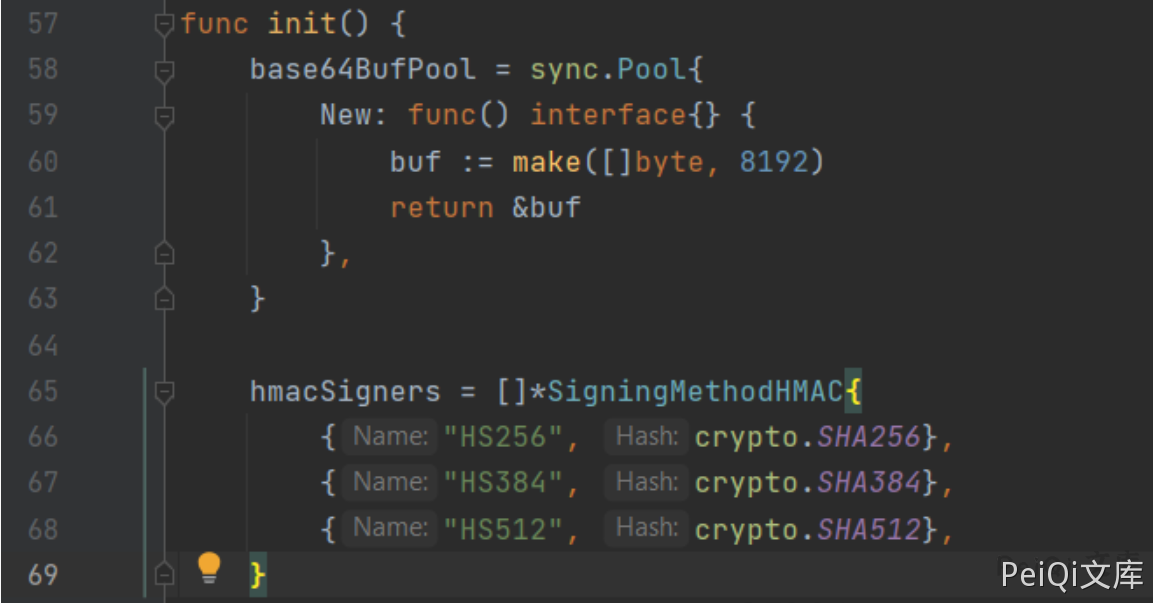 57 func init() {
58 base64BufPool = sync.Pool{
59 New: func() interface{} {
60 buf := make([]byte, 8192)
61 return &buf
62 },
63 }
64
65 hmacSigners = []*SigningMethodHMAC{
66 { Name: "HS256", Hash: crypto.SHA256},
67 { Name: "HS384", Hash: crypto.SHA384},
68 { Name: "HS512", Hash: crypto.SHA512},
69 }
PeiQi文库